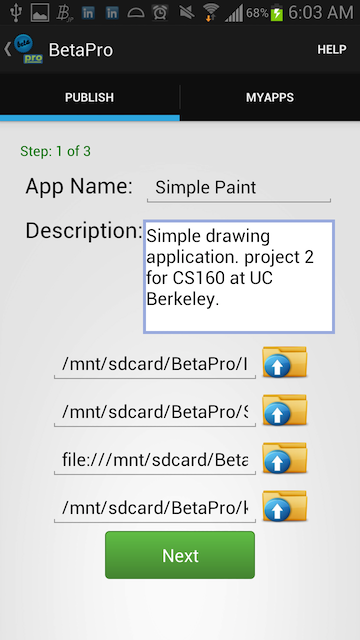 68% 6:03 AM
beta pro BetaPro HELP
PUBLISH MYAPPS
Step: 1 of 3
App Name: Simple Paint
Description: Simple drawing
application. project 2
for CS160 at UC
Berkeley.
/mnt/sdcard/BetaPro/I
/mnt/sdcard/BetaPro/S
file:///mnt/sdcard/Beta
/mnt/sdcard/BetaPro/k
Next